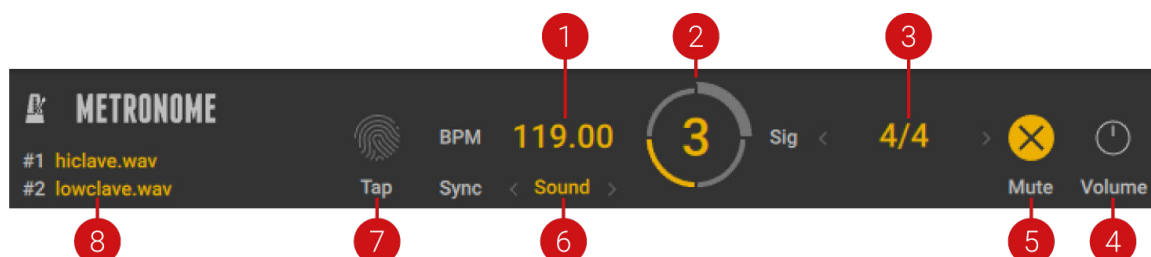 1 2 3
METRONOME
#1 hiclave.wav
#2 lowclave.wav
Tap
BPM 119.00
Sync < Sound >
3
Sig < 4/4 >
Mute
Volume
8 7 6 5 4